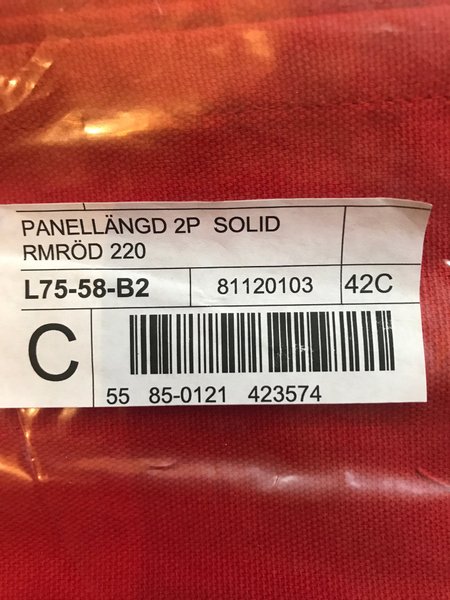 PANELLÄNGD 2P SOLID
RMRÖD 220
L75-58-B2 81120103 42C
C
55 85-0121 423574